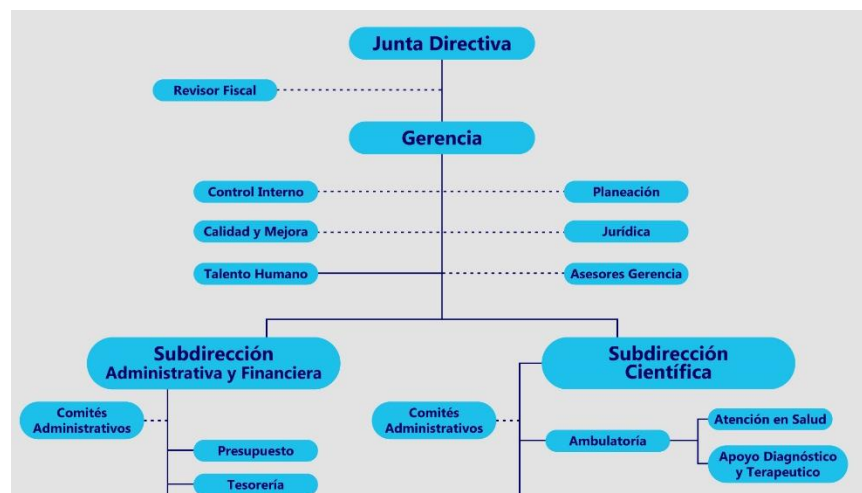 Junta Directiva
Revisor Fiscal
Gerencia
Control Interno
Planeación
Calidad y Mejora
Jurídica
Talento Humano
Asesores Gerencia
Subdirección
Administrativa y Financiera
Subdirección
Científica
Comités
Administrativos
Presupuesto
Tesorería
Comités
Administrativos
Ambulatoría
Atención en Salud
Apoyo Diagnóstico
y Terapeutico